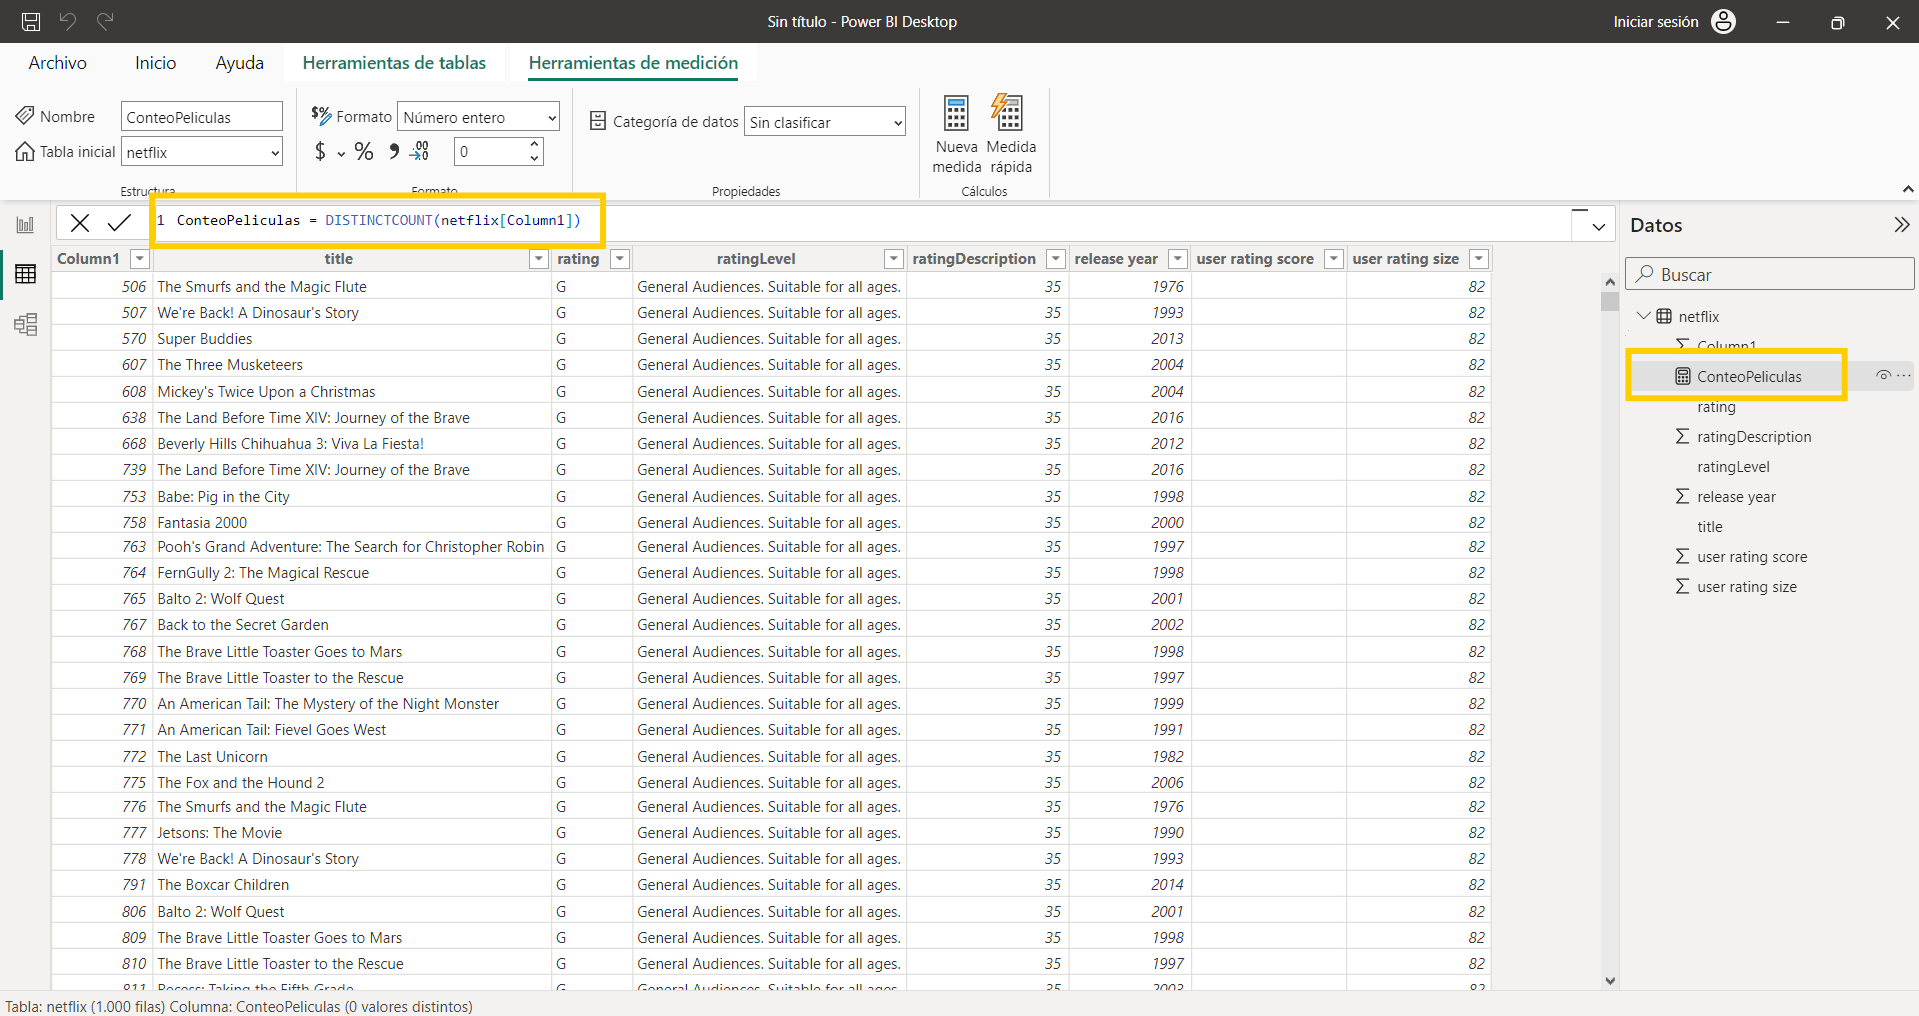 Sin título - Power BI Desktop
Iniciar sesión
Archivo Inicio Ayuda Herramientas de tablas Herramientas de medición
Nombre ConteoPeliculas
Tabla inicial netflix
Estructura
$% Formato Número entero
$ % , .00 →0 0
Formato
Categoría de datos Sin clasificar
Propiedades
Nueva medida
Medida rápida
Cálculos
1 ConteoPeliculas = DISTINCTCOUNT(netflix[Column1])
Column1 title rating ratingLevel ratingDescription release year user rating score user rating size
506 The Smurfs and the Magic Flute G General Audiences. Suitable for all ages. 35 1976 82
507 We're Back! A Dinosaur's Story G General Audiences. Suitable for all ages. 35 1993 82
570 Super Buddies G General Audiences. Suitable for all ages. 35 2013 82
607 The Three Musketeers G General Audiences. Suitable for all ages. 35 2004 82
608 Mickey's Twice Upon a Christmas G General Audiences. Suitable for all ages. 35 2004 82
638 The Land Before Time XIV: Journey of the Brave G General Audiences. Suitable for all ages. 35 2016 82
668 Beverly Hills Chihuahua 3: Viva La Fiesta! G General Audiences. Suitable for all ages. 35 2012 82
739 The Land Before Time XIV: Journey of the Brave G General Audiences. Suitable for all ages. 35 2016 82
753 Babe: Pig in the City G General Audiences. Suitable for all ages. 35 1998 82
758 Fantasia 2000 G General Audiences. Suitable for all ages. 35 2000 82
763 Pooh's Grand Adventure: The Search for Christopher Robin G General Audiences. Suitable for all ages. 35 1997 82
764 FernGully 2: The Magical Rescue G General Audiences. Suitable for all ages. 35 1998 82
765 Balto 2: Wolf Quest G General Audiences. Suitable for all ages. 35 2001 82
767 Back to the Secret Garden G General Audiences. Suitable for all ages. 35 2002 82
768 The Brave Little Toaster Goes to Mars G General Audiences. Suitable for all ages. 35 1998 82
769 The Brave Little Toaster to the Rescue G General Audiences. Suitable for all ages. 35 1997 82
770 An American Tail: The Mystery of the Night Monster G General Audiences. Suitable for all ages. 35 1999 82
771 An American Tail: Fievel Goes West G General Audiences. Suitable for all ages. 35 1991 82
772 The Last Unicorn G General Audiences. Suitable for all ages. 35 1982 82
775 The Fox and the Hound 2 G General Audiences. Suitable for all ages. 35 2006 82
776 The Smurfs and the Magic Flute G General Audiences. Suitable for all ages. 35 1976 82
777 Jetsons: The Movie G General Audiences. Suitable for all ages. 35 1990 82
778 We're Back! A Dinosaur's Story G General Audiences. Suitable for all ages. 35 1993 82
791 The Boxcar Children G General Audiences. Suitable for all ages. 35 2014 82
806 Balto 2: Wolf Quest G General Audiences. Suitable for all ages. 35 2001 82
809 The Brave Little Toaster Goes to Mars G General Audiences. Suitable for all ages. 35 1998 82
810 The Brave Little Toaster to the Rescue G General Audiences. Suitable for all ages. 35 1997 82
811 Recess: Taking the Fifth Grade G General Audiences. Suitable for all ages. 35 2003 82
Datos
Buscar
netflix
Column1
ConteoPeliculas
rating
ratingDescription
ratingLevel
release year
title
user rating score
user rating size
Tabla: netflix (1.000 filas) Columna: ConteoPeliculas (0 valores distintos)